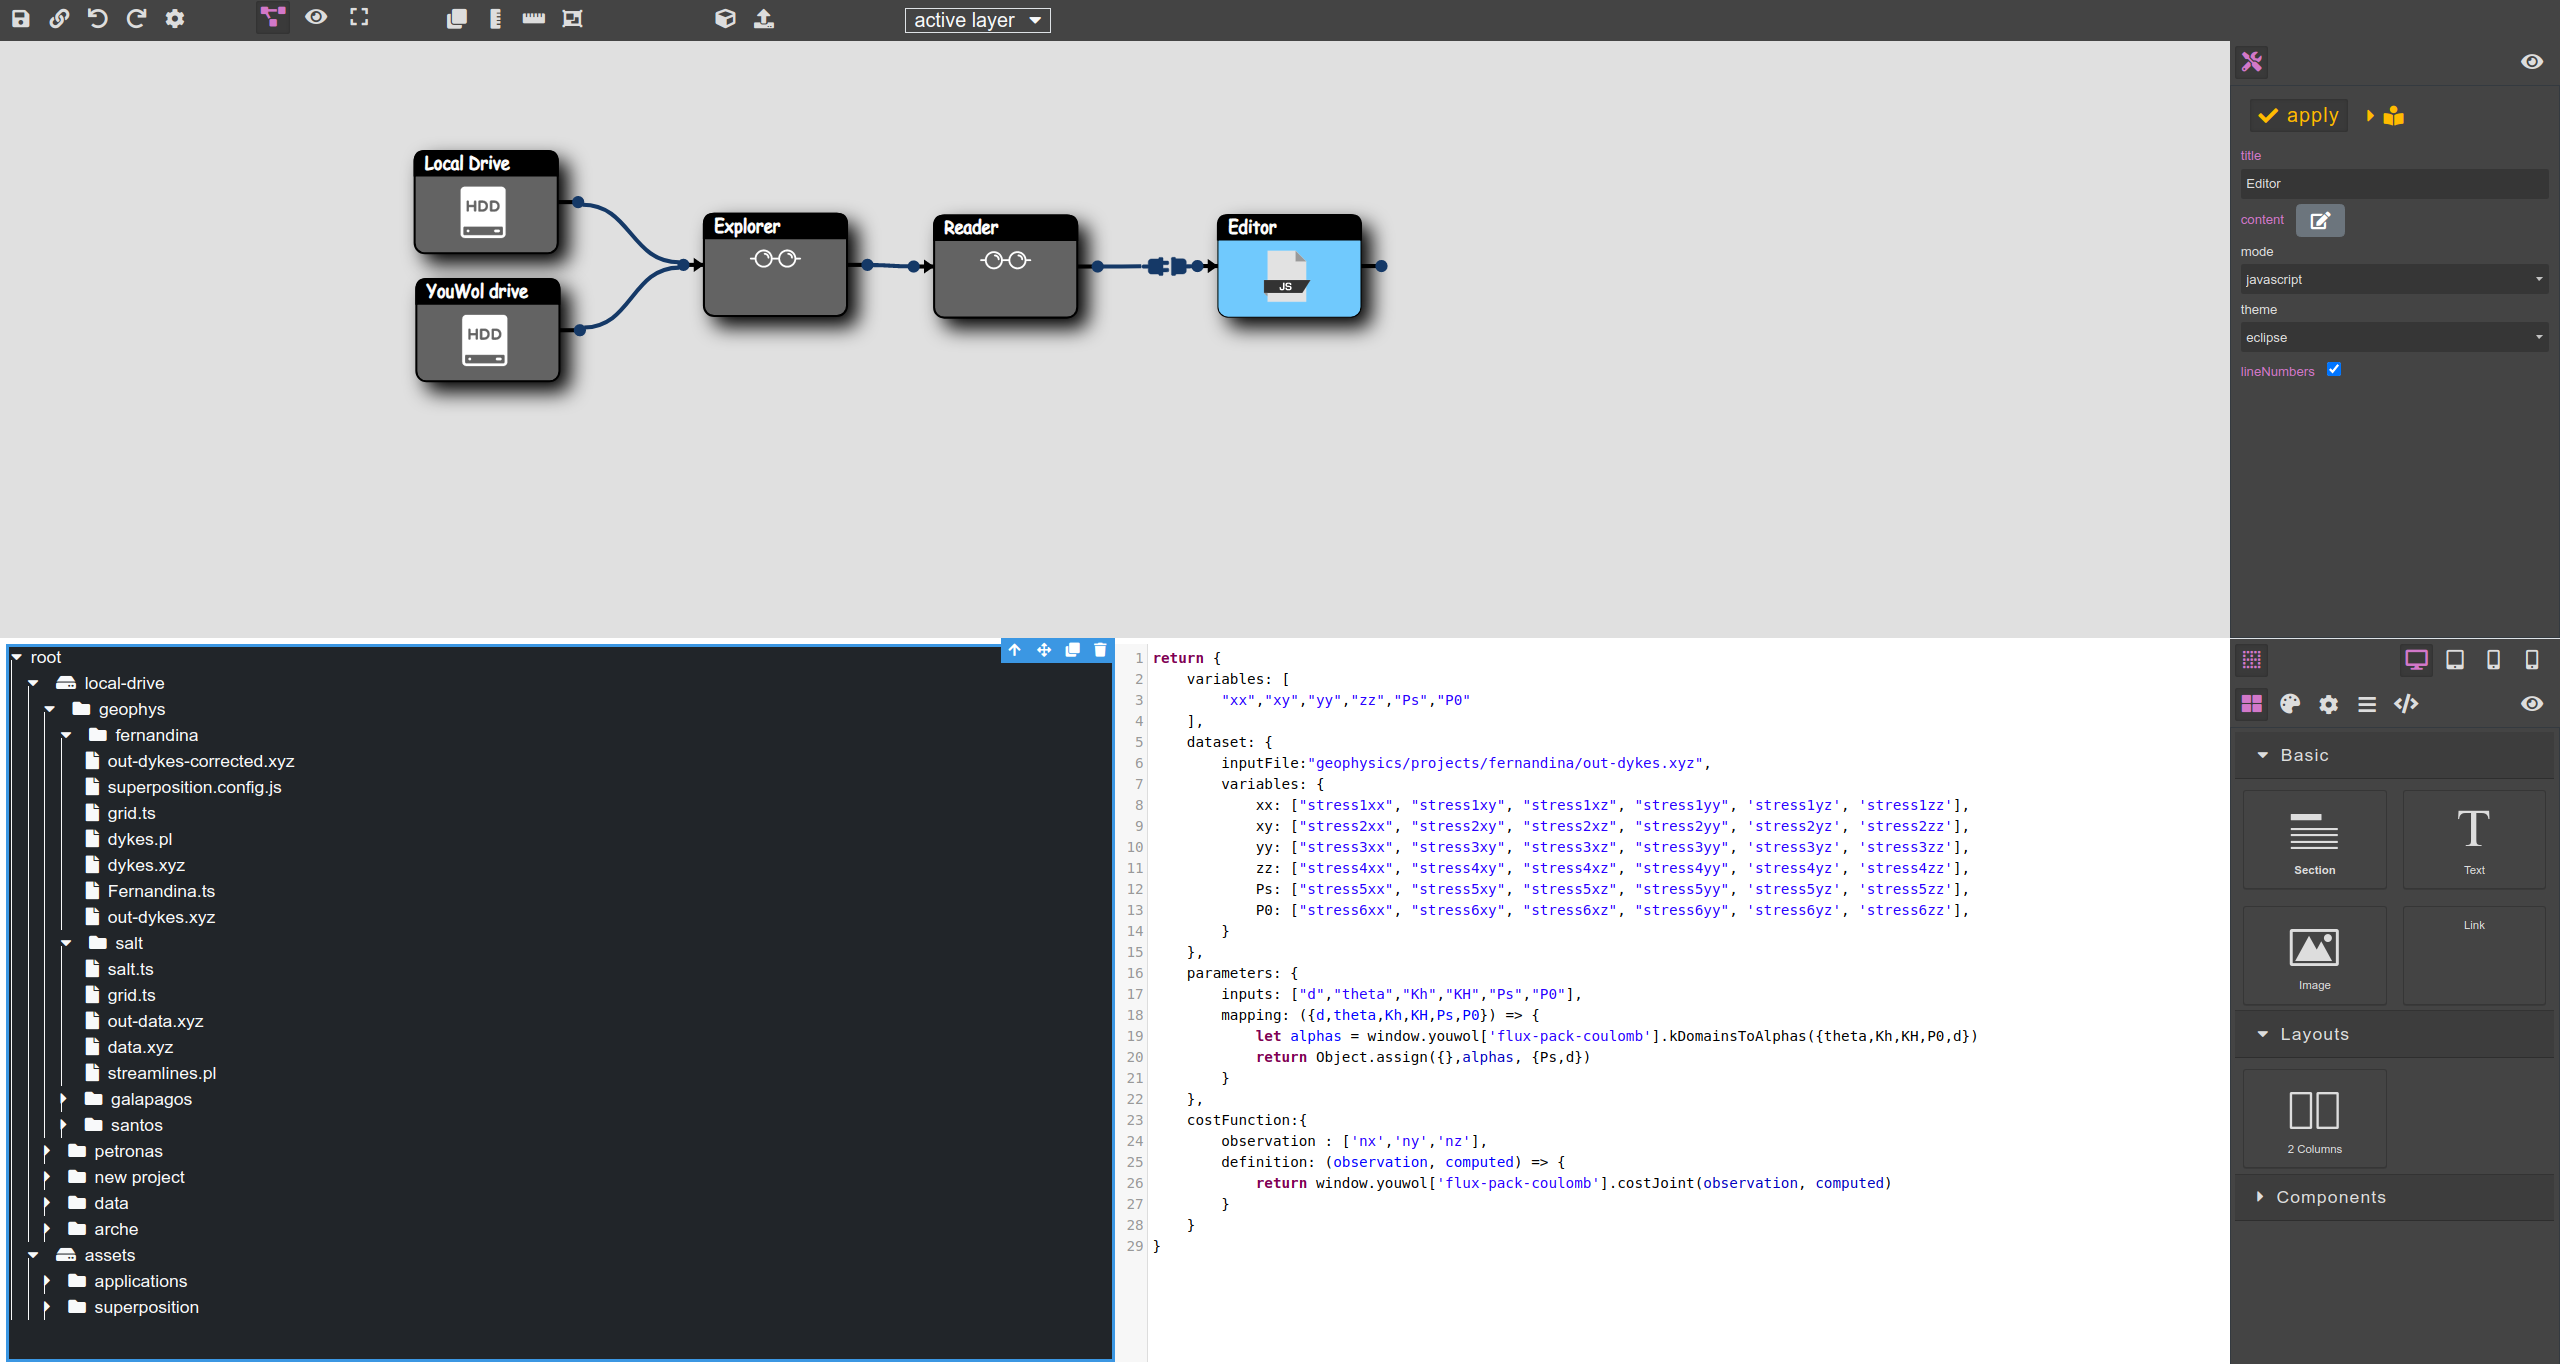 active layer
apply
title
Editor
content
mode
javascript
theme
eclipse
lineNumbers
Local Drive
HDD
YouWol drive
HDD
Explorer
Reader
Editor
JS
root
local-drive
geophys
fernandina
out-dykes-corrected.xyz
superposition.config.js
grid.ts
dykes.pl
dykes.xyz
Fernandina.ts
out-dykes.xyz
salt
salt.ts
grid.ts
out-data.xyz
data.xyz
streamlines.pl
galapagos
santos
petronas
new project
data
arche
assets
applications
superposition
1 return {
2     variables: [
3         "xx","xy","yy","zz","Ps","P0"
4     ],
5     dataset: {
6         inputFile:"geophysics/projects/fernandina/out-dykes.xyz",
7         variables: {
8             xx: ["stress1xx", "stress1xy", "stress1xz", "stress1yy", 'stress1yz', 'stress1zz'],
9             xy: ["stress2xx", "stress2xy", "stress2xz", "stress2yy", 'stress2yz', 'stress2zz'],
10             yy: ["stress3xx", "stress3xy", "stress3xz", "stress3yy", 'stress3yz', 'stress3zz'],
11             zz: ["stress4xx", "stress4xy", "stress4xz", "stress4yy", 'stress4yz', 'stress4zz'],
12             Ps: ["stress5xx", "stress5xy", "stress5xz", "stress5yy", 'stress5yz', 'stress5zz'],
13             P0: ["stress6xx", "stress6xy", "stress6xz", "stress6yy", 'stress6yz', 'stress6zz'],
14         }
15     },
16     parameters: {
17         inputs: ["d","theta","Kh","KH","Ps","P0"],
18         mapping: ({d,theta,Kh,KH,Ps,P0}) => {
19             let alphas = window.youwol['flux-pack-coulomb'].kDomainsToAlphas({theta,Kh,KH,P0,d})
20             return Object.assign({},alphas, {Ps,d})
21         }
22     },
23     costFunction:{
24         observation : ['nx','ny','nz'],
25         definition: (observation, computed) => {
26             return window.youwol['flux-pack-coulomb'].costJoint(observation, computed)
27         }
28     }
29 }
Basic
Section
Text
Image
Link
Layouts
2 Columns
Components